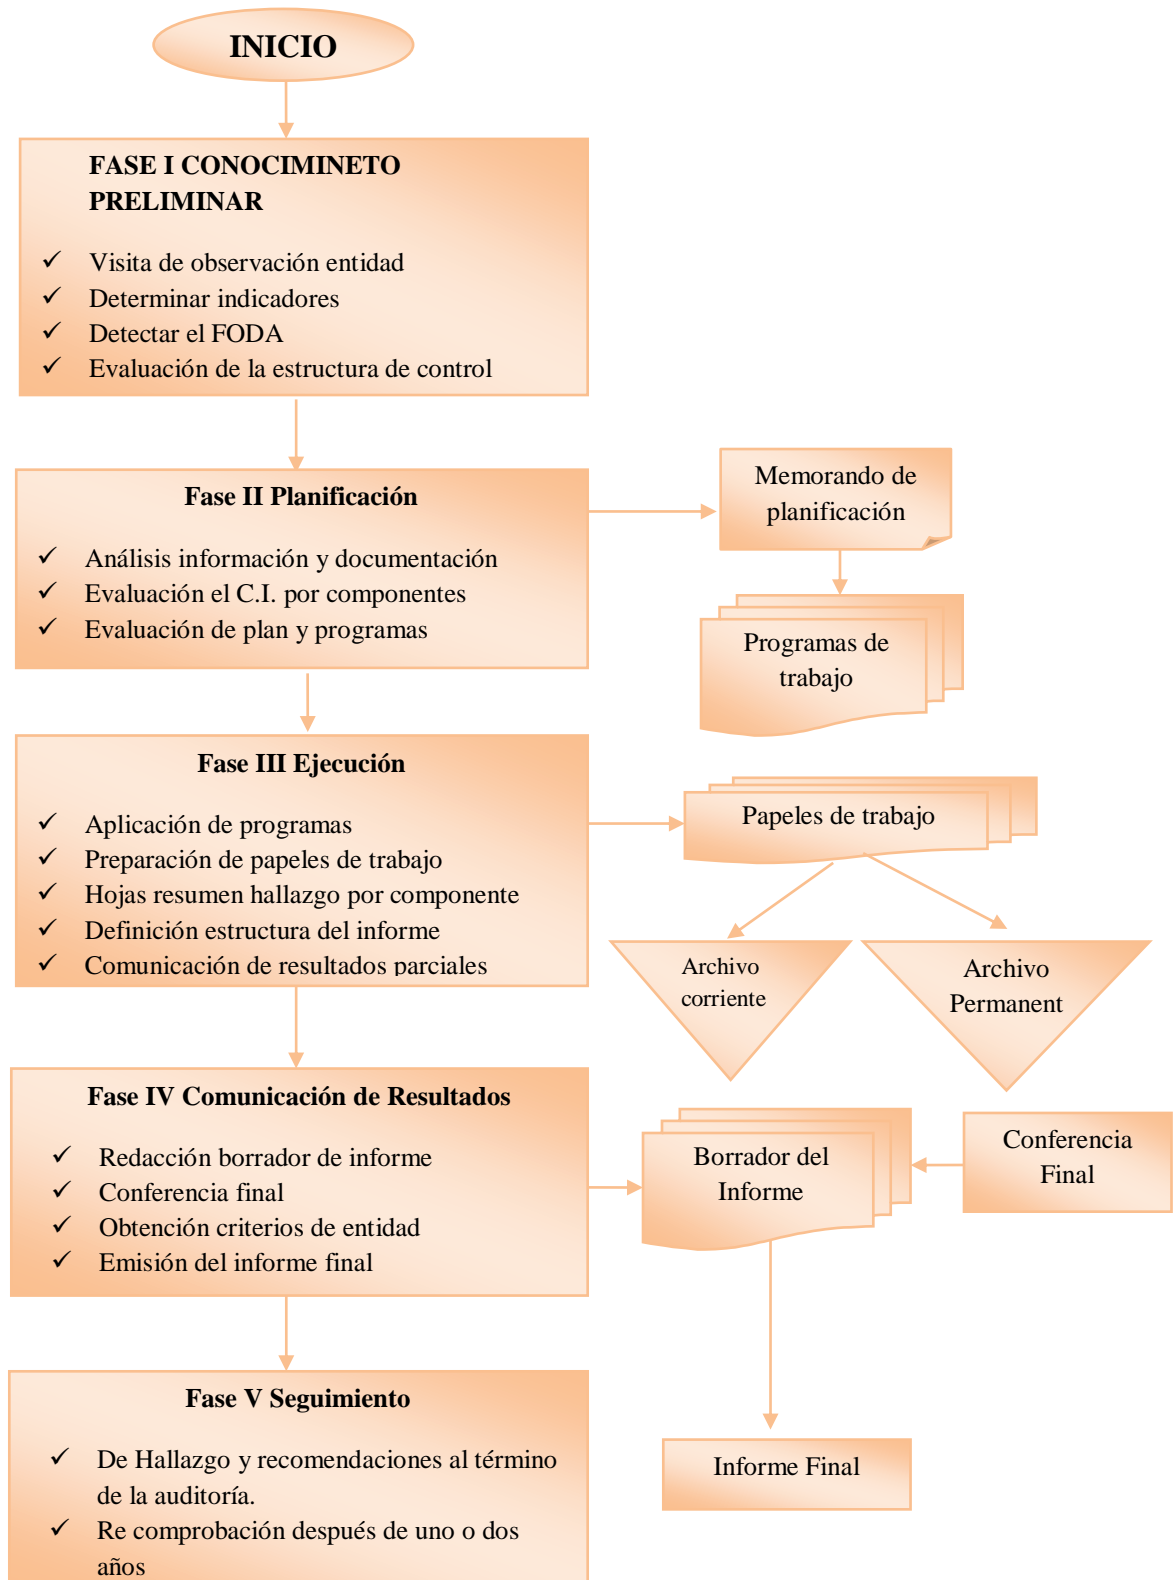 INICIO
FASE I CONOCIMINETO
PRELIMINAR
✓ Visita de observación entidad
✓ Determinar indicadores
✓ Detectar el FODA
✓ Evaluación de la estructura de control
Fase II Planificación
✓ Análisis información y documentación
✓ Evaluación el C.I. por componentes
✓ Evaluación de plan y programas
Memorando de
planificación
Programas de
trabajo
Fase III Ejecución
✓ Aplicación de programas
✓ Preparación de papeles de trabajo
✓ Hojas resumen hallazgo por componente
✓ Definición estructura del informe
✓ Comunicación de resultados parciales
Papeles de trabajo
Archivo
corriente
Archivo
Permanent
Fase IV Comunicación de Resultados
✓ Redacción borrador de informe
✓ Conferencia final
✓ Obtención criterios de entidad
✓ Emisión del informe final
Borrador del
Informe
Conferencia
Final
Fase V Seguimiento
✓ De Hallazgo y recomendaciones al término
de la auditoría.
✓ Re comprobación después de uno o dos
años
Informe Final